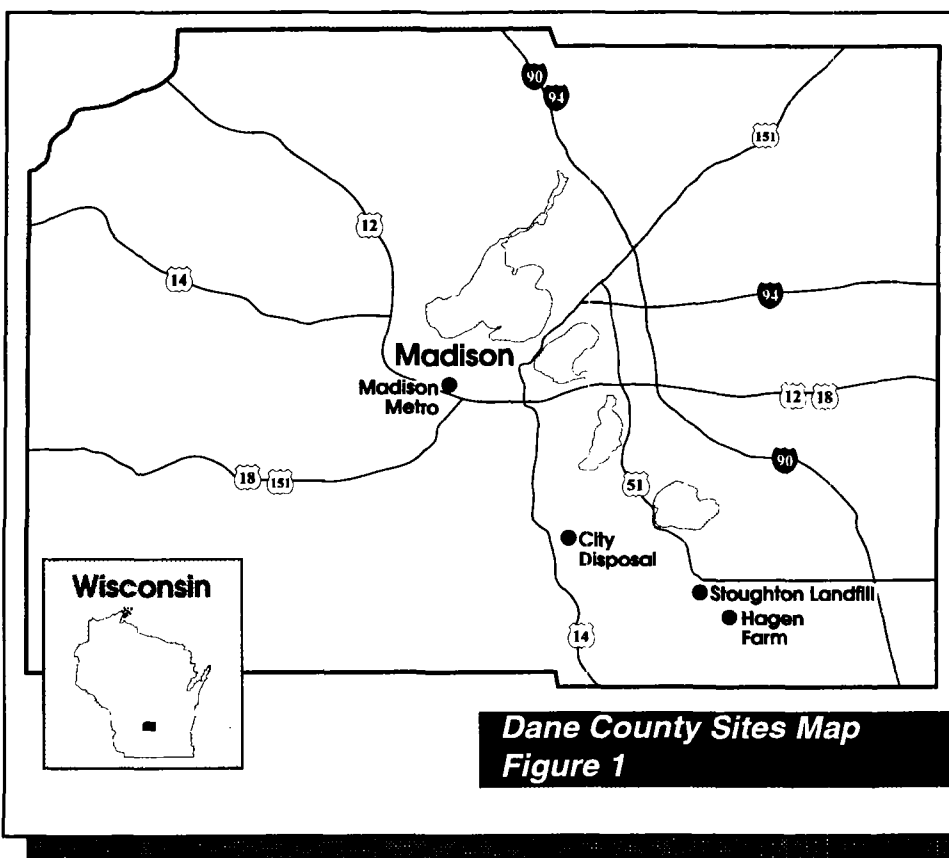 90
94
151
12
14
94
Madison
Madison
Metro
12 18
18 151
90
51
City
Disposal
Wisconsin
Stoughton Landfill
Hagen
Farm
14
Dane County Sites Map
Figure 1